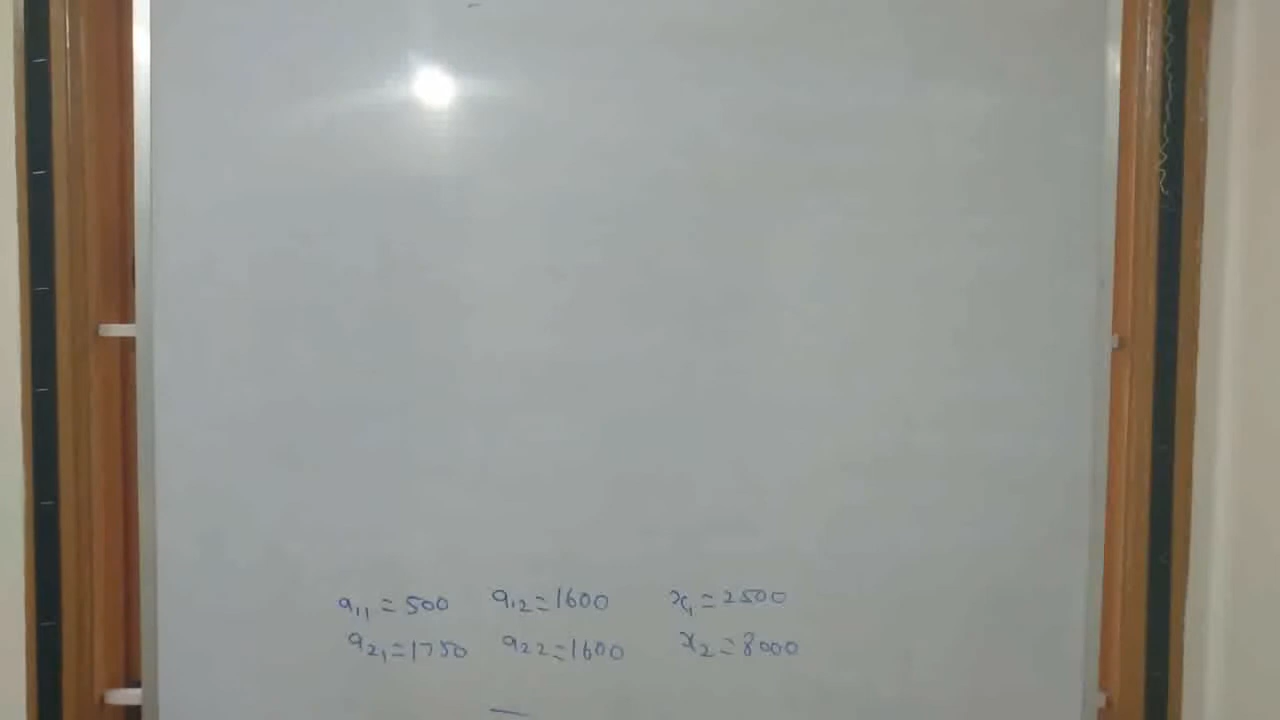 a₁₁ = 500 a₁₂ = 1600 x₁ = 2500
a₂₁ = 1750 a₂₂ = 1600 x₂ = 8000